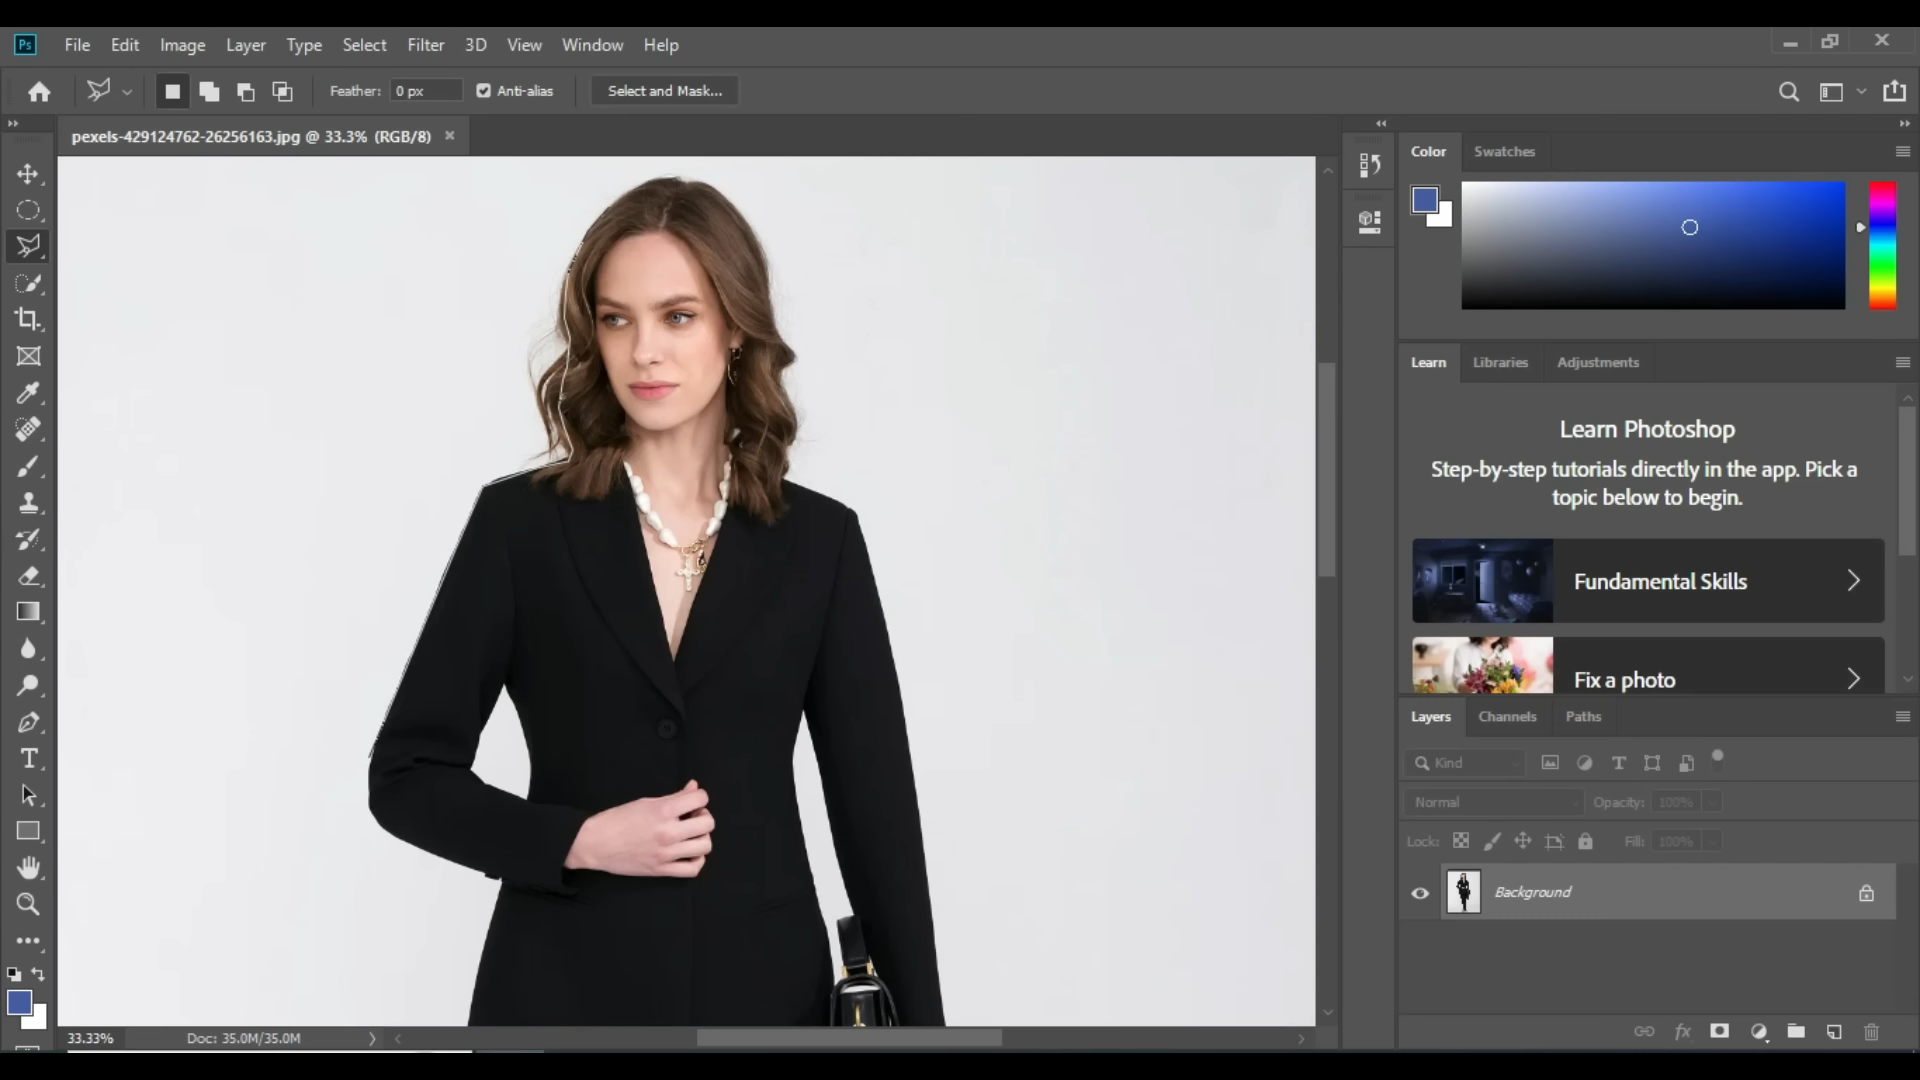 Ps File Edit Image Layer Type Select Filter 3D View Window Help
Feather: 0 px Anti-alias Select and Mask...
pexels-429124762-26256163.jpg @ 33.3% (RGB/8)
Color Swatches
Learn Libraries Adjustments
Learn Photoshop
Step-by-step tutorials directly in the app. Pick a
topic below to begin.
Fundamental Skills
Fix a photo
Layers Channels Paths
Kind
Normal Opacity: 100%
Lock: Fill: 100%
Background
33.33% Doc: 35.0M/35.0M